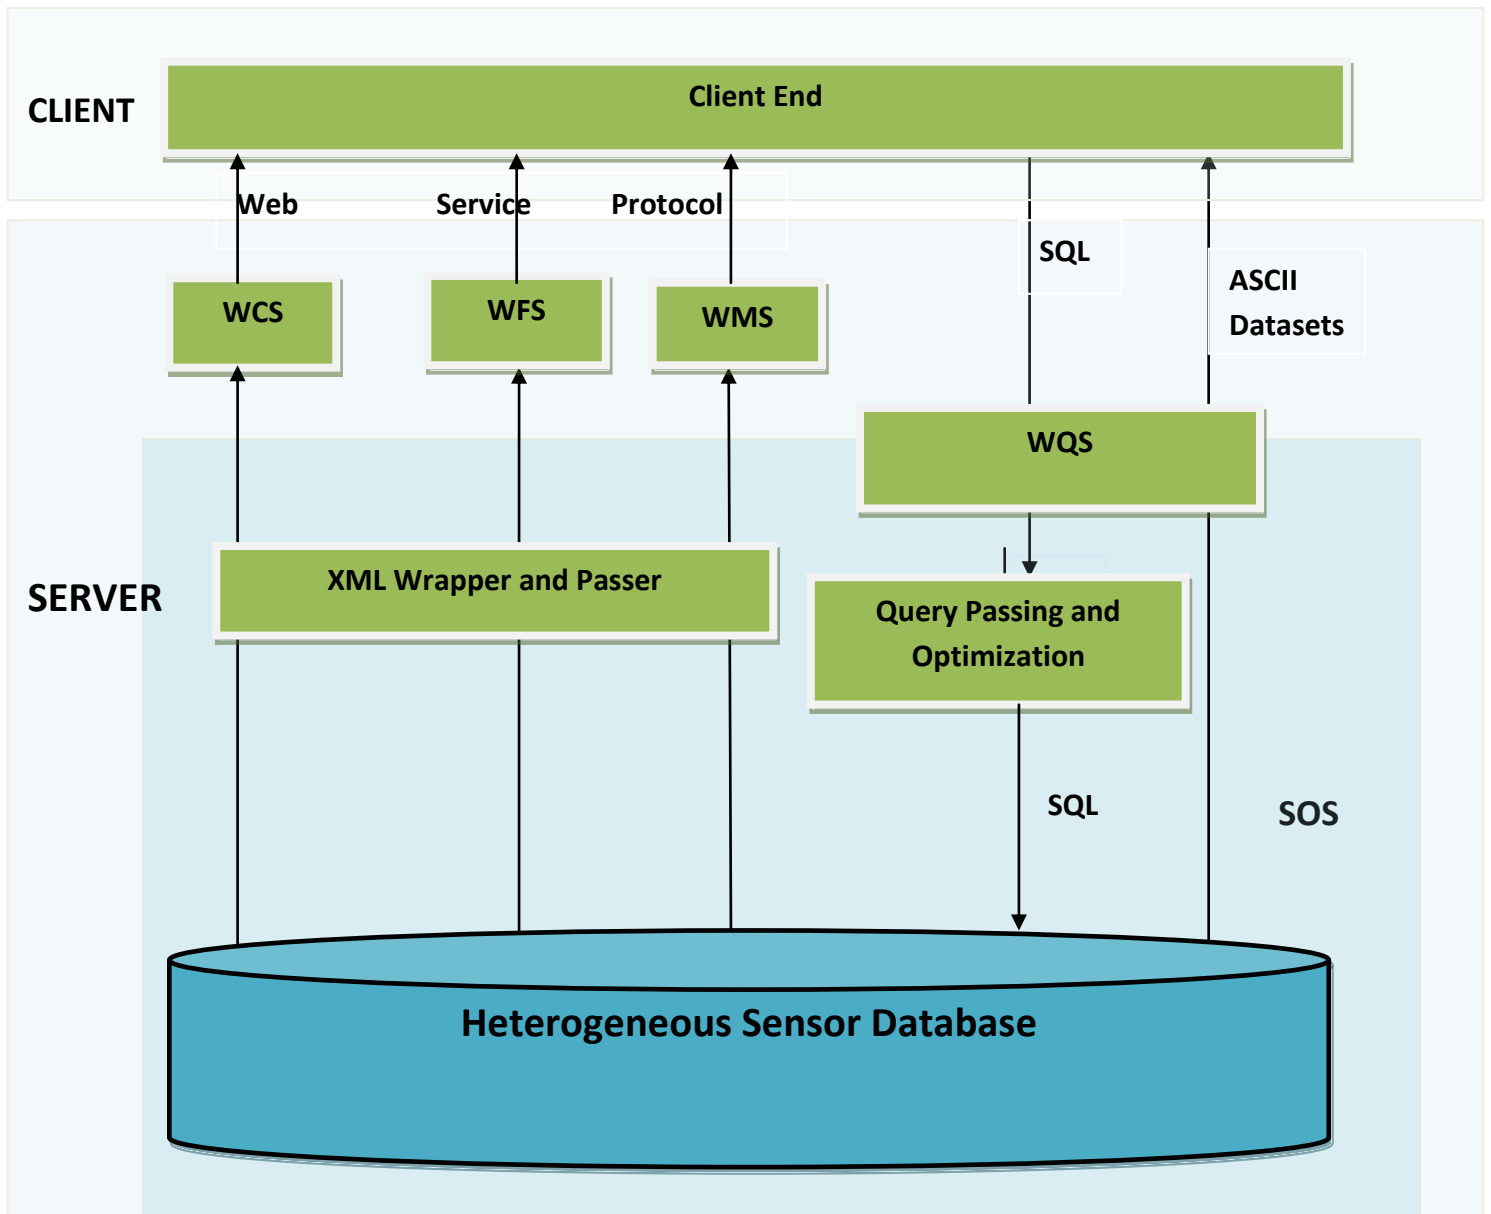 CLIENT
Client End
Web Service Protocol
SQL
ASCII
Datasets
WCS
WFS
WMS
WQS
SERVER
XML Wrapper and Passer
Query Passing and
Optimization
SQL
SOS
Heterogeneous Sensor Database